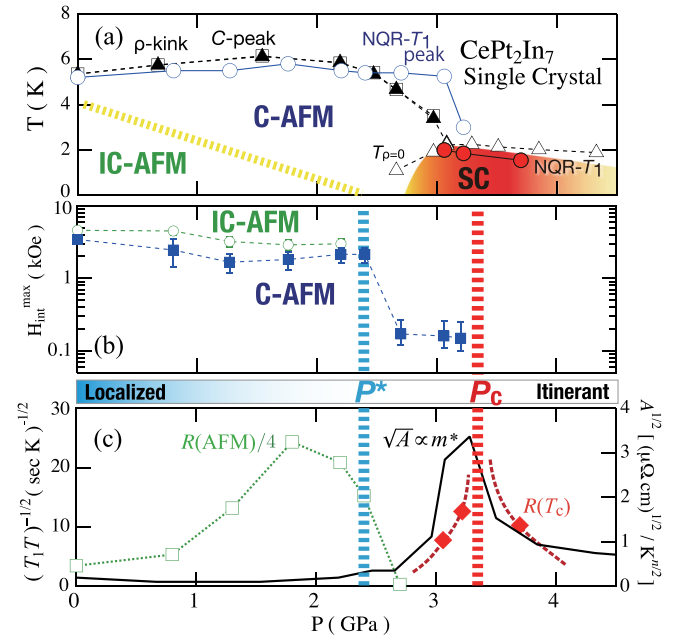 (a)
ρ-kink
C-peak
NQR-T1
peak
CePt2In7
Single Crystal
8
6
4
2
0
T ( K )
C-AFM
IC-AFM
Tρ=0
SC
NQR-T1
10
1
0.1
Hint max ( kOe )
IC-AFM
C-AFM
(b)
Localized
P*
Pc
Itinerant
30
20
10
0
( T1T )-1/2 ( sec K ) -1/2
(c)
R(AFM)/4
√A ∝ m*
R(Tc)
4
3
2
1
0
A1/2 [ (μΩ cm)1/2 / Kn/2 ]
0
1
2
3
4
P ( GPa )